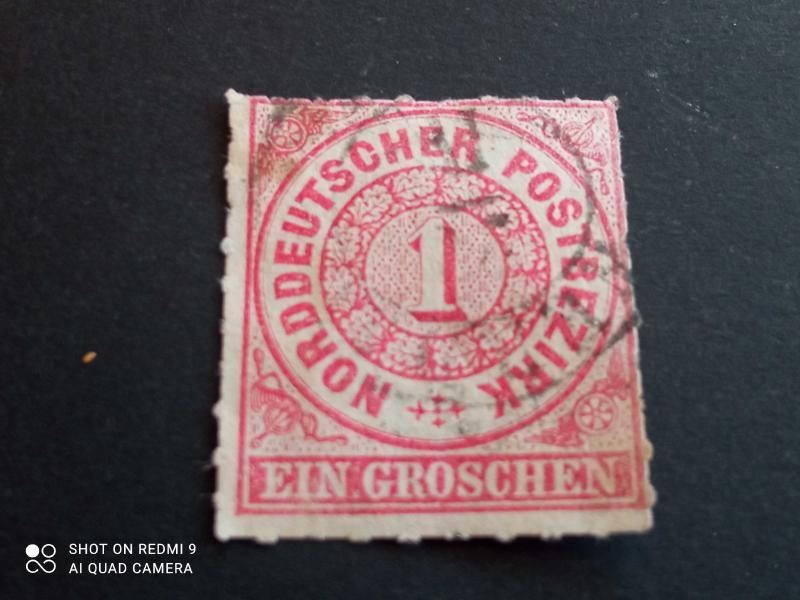 NORDDEUTSCHER POSTBEZIRK
1
EIN GROSCHEN
SHOT ON REDMI 9
AI QUAD CAMERA